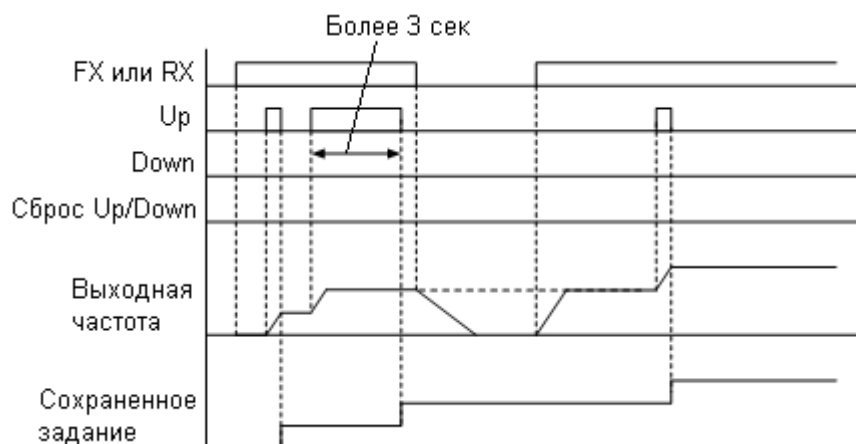 Более 3 сек
FX или RX
Up
Down
Сброс Up/Down
Выходная
частота
Сохраненное
задание